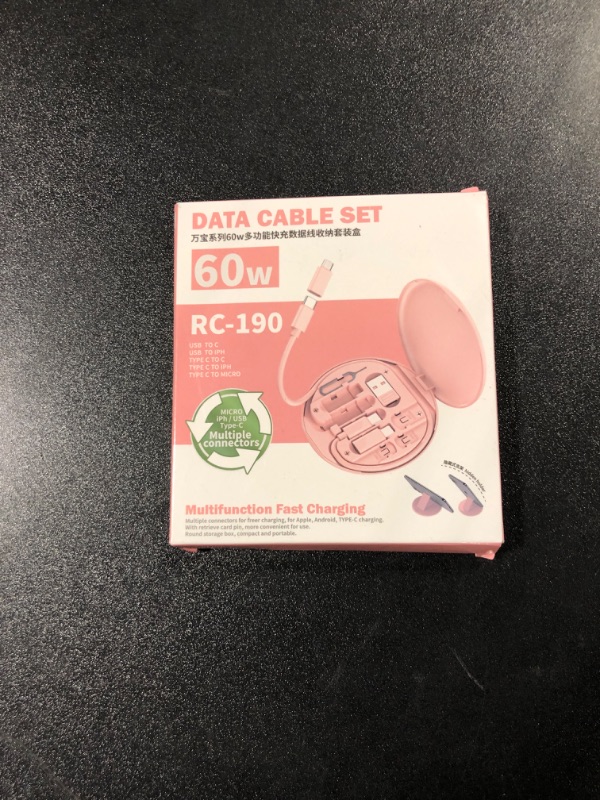 DATA CABLE SET
万宝系列60w多功能快充数据线收纳套装盒
60W
RC-190
USB TO C
USB TO IPH
TYPE C TO C
TYPE C TO IPH
TYPE C TO MICRO
MICRO
iPh / USB
Type-C
Multiple
connectors
Multifunction Fast Charging
Multiple connectors for freer charging, for Apple, Android, TYPE-C charging.
With retrieve card pin, more convenient for use.
Round storage box, compact and portable.